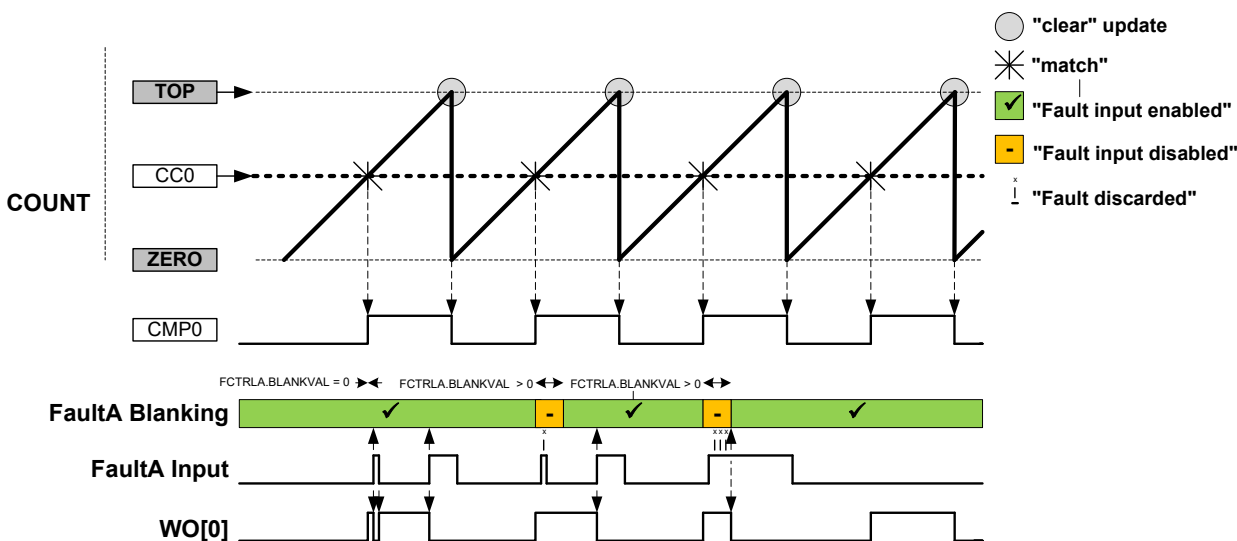 "clear" update
"match"
"Fault input enabled"
"Fault input disabled"
"Fault discarded"
TOP
CC0
COUNT
ZERO
CMP0
FCTRLA.BLANKVAL = 0
FCTRLA.BLANKVAL > 0
FCTRLA.BLANKVAL > 0
FaultA Blanking
FaultA Input
WO[0]